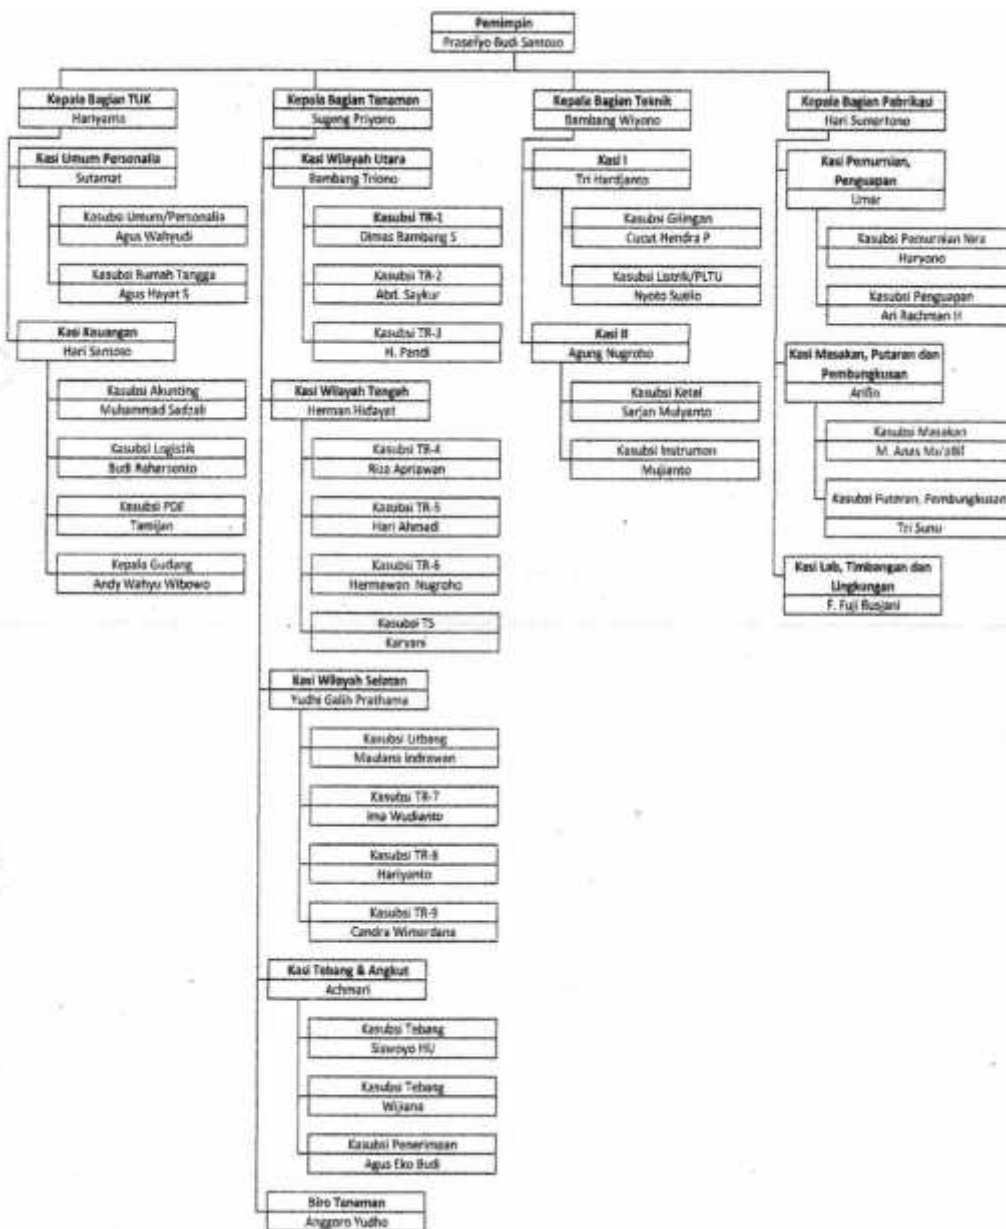 Pemimpin
Prasetyo Budi Santoso
Kepala Bagian TUK
Hariyanto
Kasi Umum Personalia
Sutamat
Kasubsi Umum/Personalia
Agus Wahyudi
Kasubsi Rumah Tangga
Agus Hayat S
Kasi Keuangan
Hari Santoso
Kasubsi Akunting
Muhammad Sadzali
Kasubsi Logistik
Budi
Kasubsi PDE
Tamijan
Kepala Gudang
Andy Wahyu Wibowo
Kepala Bagian Tanaman
Sugeng Priyono
Kasi Wilayah Utara
Bambang Triono
Kasubsi TR-1
Dimas Bambang S
Kasubsi TR-2
Abd. Saykur
Kasubsi TR-3
H. Pandi
Kasi Wilayah Tengah
Herman Hidayat
Kasubsi TR-4
Riza Apriawan
Kasubsi TR-5
Hari Ahmadi
Kasubsi TR-6
Hermawan Nugroho
Kasubsi TS
Karyani
Kasi Wilayah Selatan
Yudhi Galih Prathama
Kasubsi Litbang
Maulana Indrawan
Kasubsi TR-7
Ima Wudianto
Kasubsi TR-8
Hariyanto
Kasubsi TR-9
Candra Wimardana
Kasi Tebang & Angkut
Achmari
Kasubsi Tebang
Siswoyo HU
Kasubsi Tebang
Wijiana
Kasubsi Penerimaan
Agus Eko Budi
Biro Tanaman
Anggoro Yudho
Kepala Bagian Teknik
Bambang Wiyono
Kasi I
Tri Hardjanto
Kasubsi Gilingan
Cucut Hendra P
Kasubsi Listrik/PLTU
Nyoto Susilo
Kasi II
Agung Nugroho
Kasubsi Ketel
Sarjan Mulyanto
Kasubsi Instrumen
Mujianto
Kepala Bagian Pabrikasi
Hari Sumartono
Kasi Pemurnian,
Penguapan
Umar
Kasubsi Pemurnian Nira
Haryono
Kasubsi Penguapan
Ari Rachman H
Kasi Masakan, Putaran dan
Pembungkusan
Arifin
Kasubsi Masakan
M. Anas
Kasubsi Putaran, Pembungkusan
Tri Sunu
Kasi Lab, Timbangan dan
Lingkungan
F. Fuji Rusjani